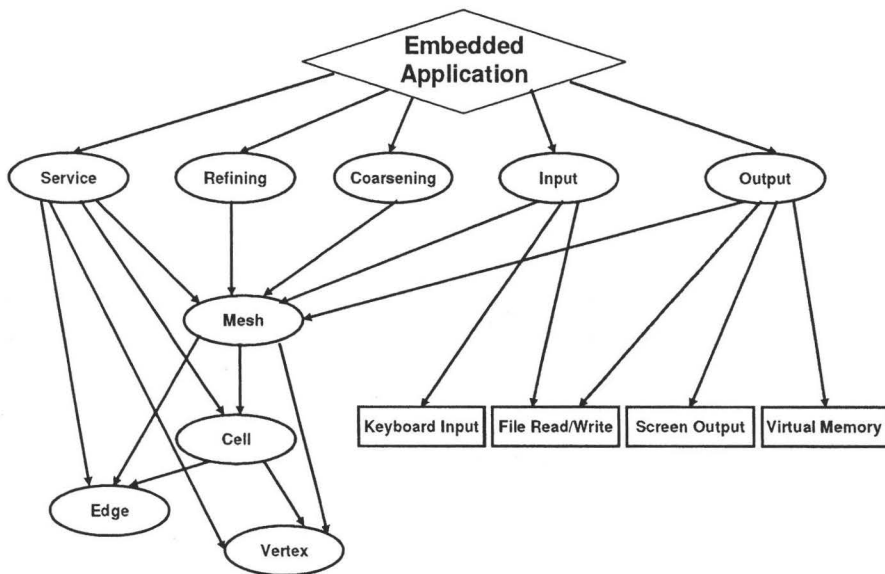 Embedded
Application
Service
Refining
Coarsening
Input
Output
Mesh
Keyboard Input
File Read/Write
Screen Output
Virtual Memory
Cell
Edge
Vertex